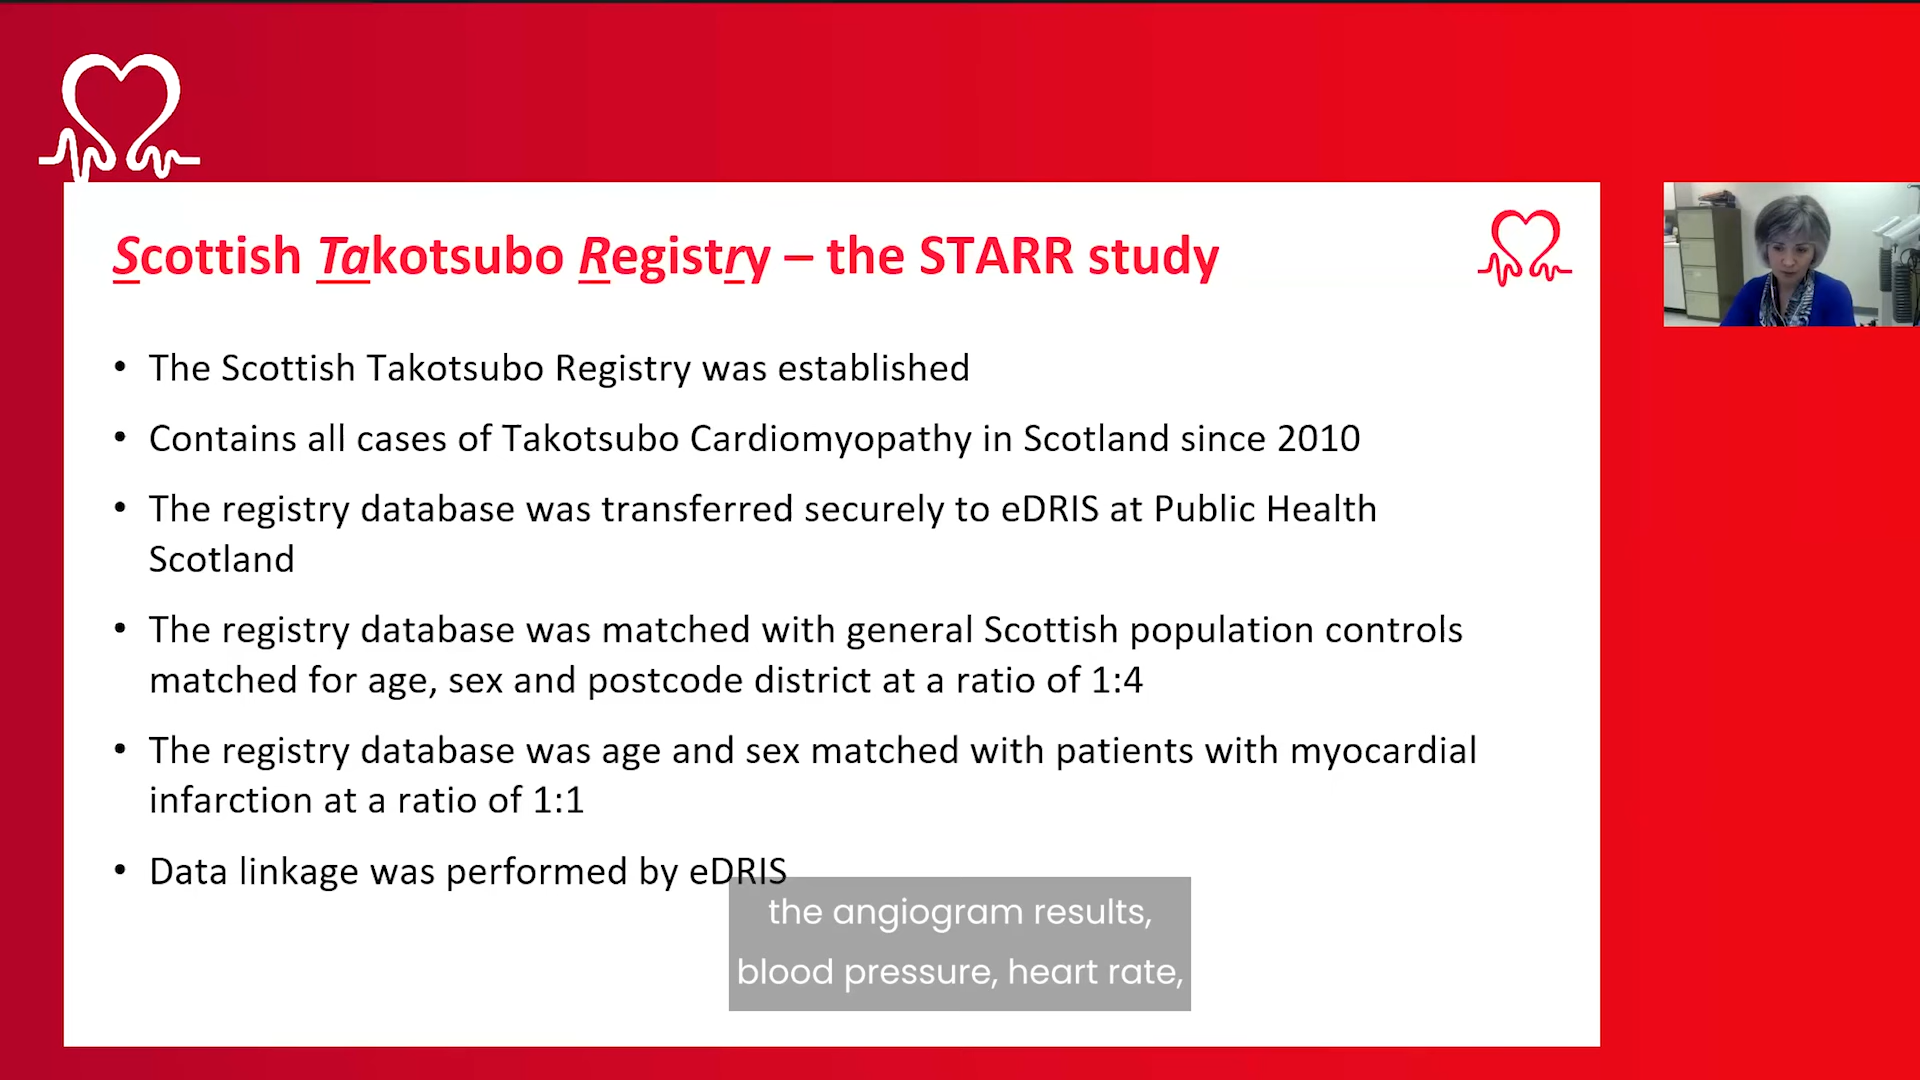 Scottish Takotsubo Registry – the STARR study
• The Scottish Takotsubo Registry was established
• Contains all cases of Takotsubo Cardiomyopathy in Scotland since 2010
• The registry database was transferred securely to eDRIS at Public Health
Scotland
• The registry database was matched with general Scottish population controls
matched for age, sex and postcode district at a ratio of 1:4
• The registry database was age and sex matched with patients with myocardial
infarction at a ratio of 1:1
• Data linkage was performed by eDRIS
the angiogram results,
blood pressure, heart rate,